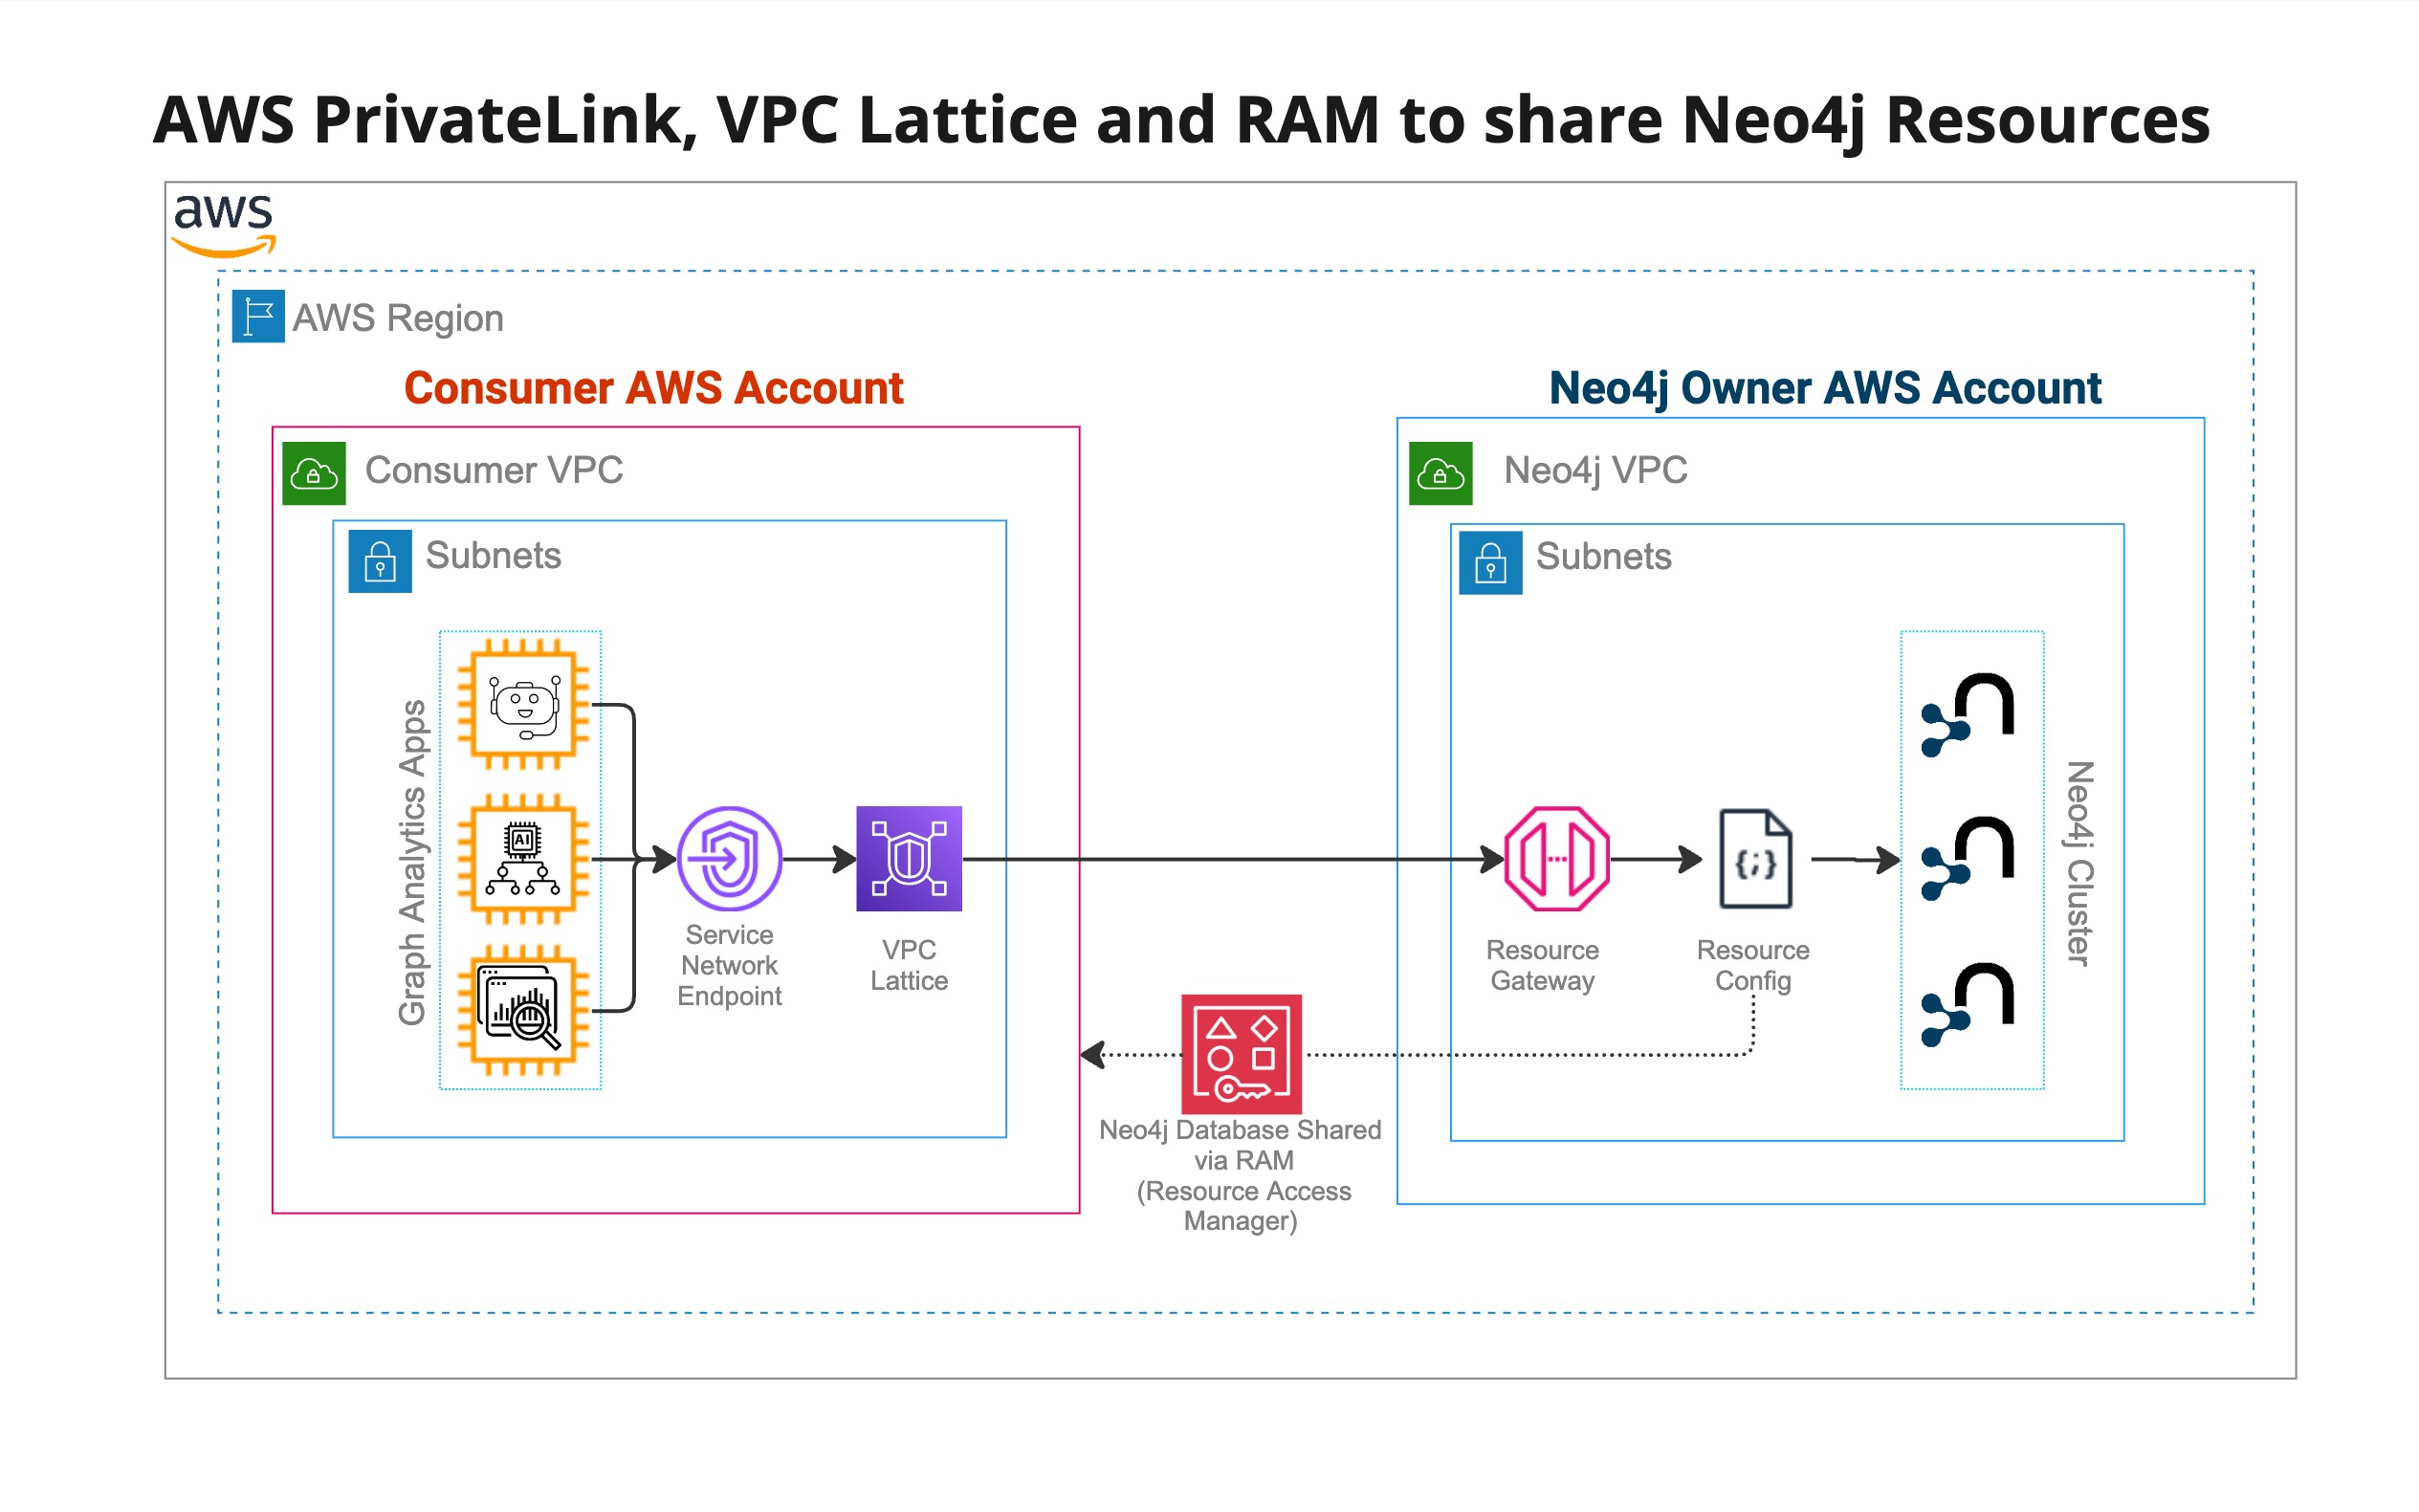 AWS PrivateLink, VPC Lattice and RAM to share Neo4j Resources
aws
AWS Region
Consumer AWS Account
Neo4j Owner AWS Account
Consumer VPC
Neo4j VPC
Subnets
Subnets
Graph Analytics Apps
AI
Service
Network
Endpoint
VPC
Lattice
Resource
Gateway
{;}
Resource
Config
Neo4j Cluster
Neo4j Database Shared
via RAM
(Resource Access
Manager)